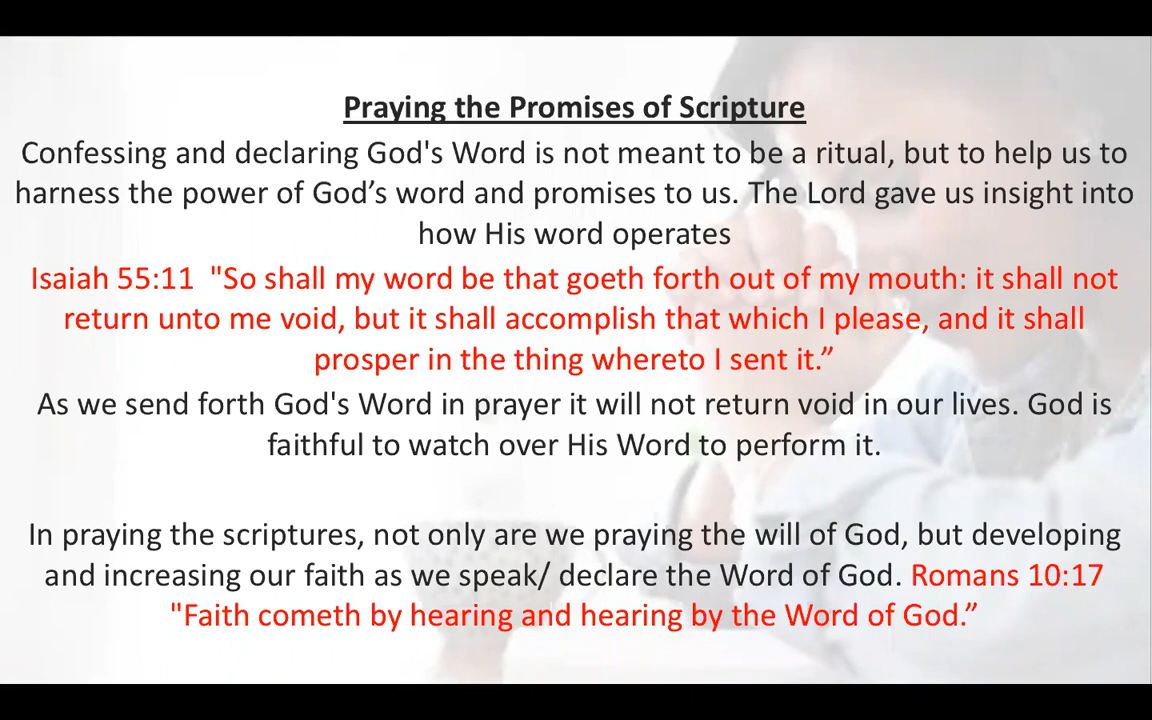 Praying the Promises of Scripture
Confessing and declaring God's Word is not meant to be a ritual, but to help us to
harness the power of God’s word and promises to us. The Lord gave us insight into
how His word operates
Isaiah 55:11  "So shall my word be that goeth forth out of my mouth: it shall not
return unto me void, but it shall accomplish that which I please, and it shall
prosper in the thing whereto I sent it.”
As we send forth God's Word in prayer it will not return void in our lives. God is
faithful to watch over His Word to perform it.
In praying the scriptures, not only are we praying the will of God, but developing
and increasing our faith as we speak/ declare the Word of God. Romans 10:17
"Faith cometh by hearing and hearing by the Word of God.”